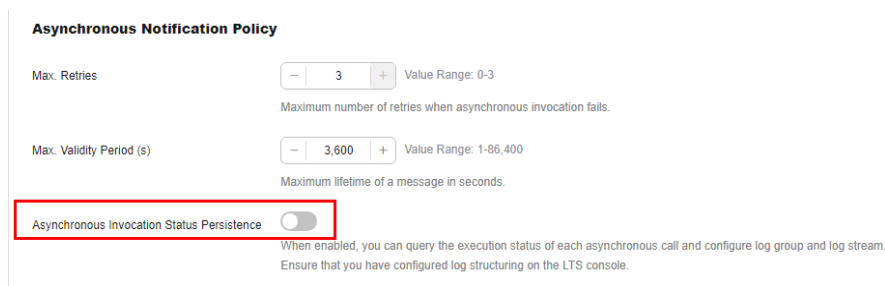 Asynchronous Notification Policy
Max. Retries − 3 + Value Range: 0-3
Maximum number of retries when asynchronous invocation fails.
Max. Validity Period (s) − 3,600 + Value Range: 1-86,400
Maximum lifetime of a message in seconds.
Asynchronous Invocation Status Persistence
When enabled, you can query the execution status of each asynchronous call and configure log group and log stream.
Ensure that you have configured log structuring on the LTS console.